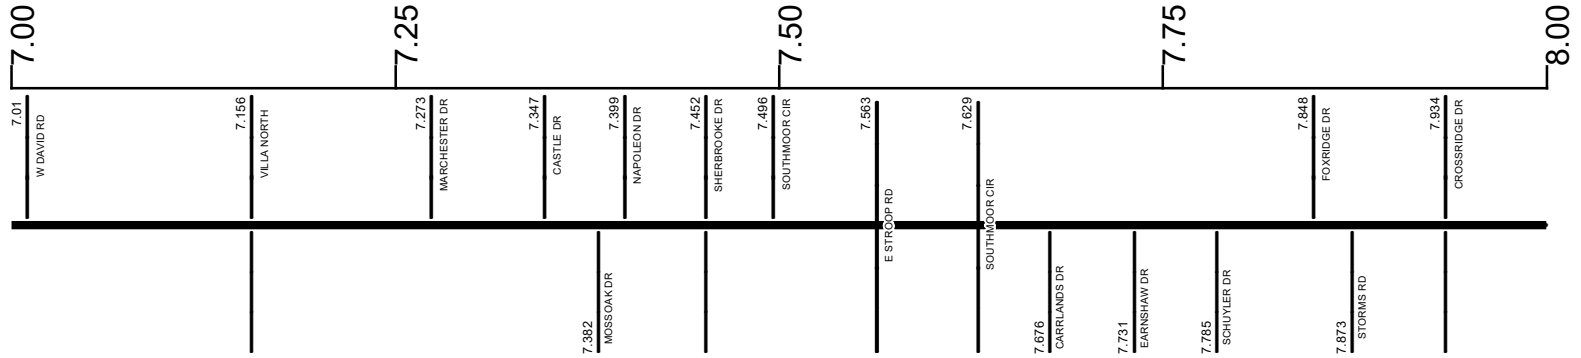 7.00
7.25
7.50
7.75
8.00
7.01
W DAVID RD
7.156
VILLA NORTH
7.273
MARCHESTER DR
7.347
CASTLE DR
7.399
NAPOLEON DR
7.452
SHERBROOKE DR
7.496
SOUTHMOOR CIR
7.563
E STROOP RD
7.629
SOUTHMOOR CIR
7.848
FOXRIDGE DR
7.934
CROSSRIDGE DR
7.382
MOSSOAK DR
7.676
CARRLANDS DR
7.731
EARNSHAW DR
7.785
SCHUYLER DR
7.873
STORMS RD